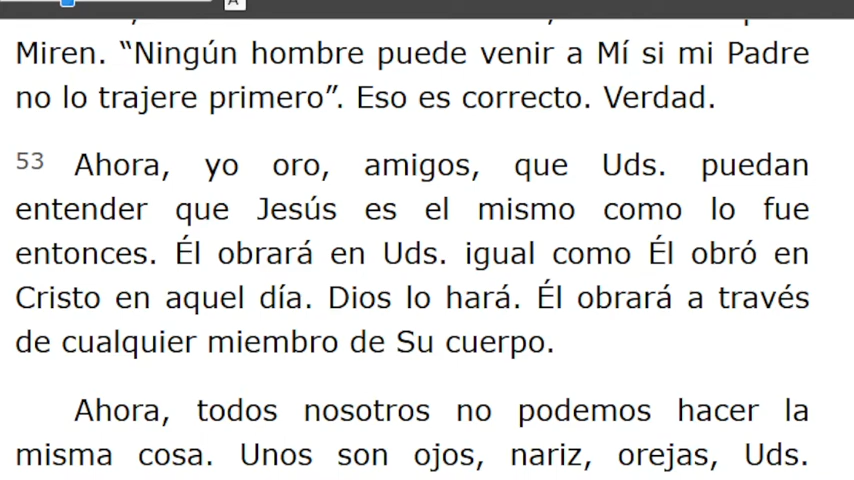 A
Miren. “Ningún hombre puede venir a Mí si mi Padre
no lo trajere primero”. Eso es correcto. Verdad.
53 Ahora, yo oro, amigos, que Uds. puedan
entender que Jesús es el mismo como lo fue
entonces. Él obrará en Uds. igual como Él obró en
Cristo en aquel día. Dios lo hará. Él obrará a través
de cualquier miembro de Su cuerpo.
Ahora, todos nosotros no podemos hacer la
misma cosa. Unos son ojos, nariz, orejas, Uds.